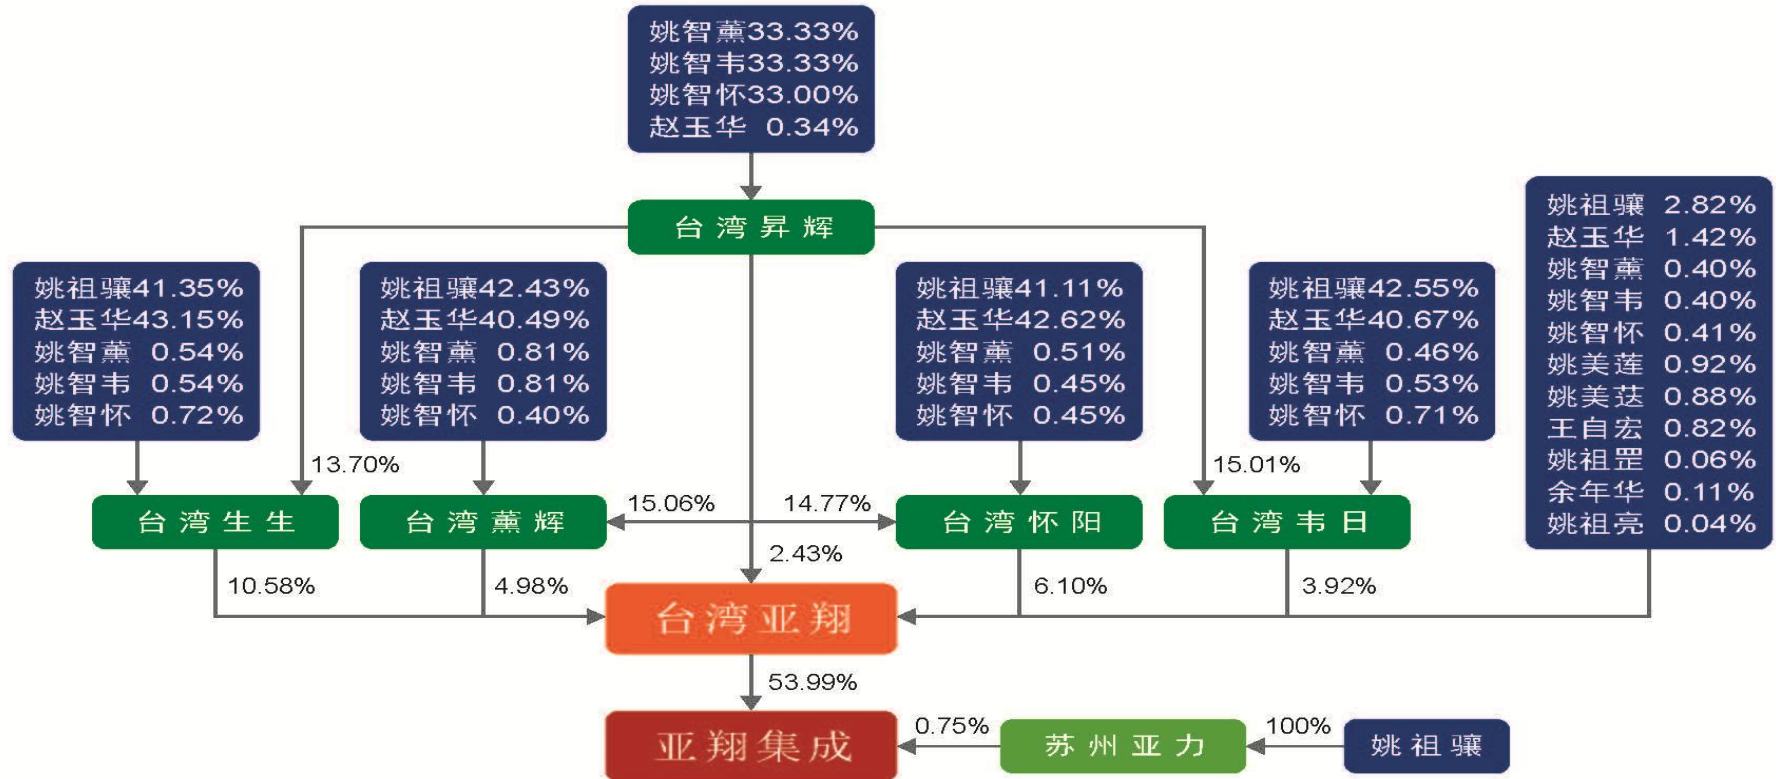 姚智薰33.33%
姚智韦33.33%
姚智怀33.00%
赵玉华 0.34%
台湾昇辉
姚祖骧41.35%
赵玉华43.15%
姚智薰 0.54%
姚智韦 0.54%
姚智怀 0.72%
姚祖骧42.43%
赵玉华40.49%
姚智薰 0.81%
姚智韦 0.81%
姚智怀 0.40%
姚祖骧41.11%
赵玉华42.62%
姚智薰 0.51%
姚智韦 0.45%
姚智怀 0.45%
姚祖骧42.55%
赵玉华40.67%
姚智薰 0.46%
姚智韦 0.53%
姚智怀 0.71%
姚祖骧 2.82%
赵玉华 1.42%
姚智薰 0.40%
姚智韦 0.40%
姚智怀 0.41%
姚美莲 0.92%
姚美荙 0.88%
王自宏 0.82%
姚祖罡 0.06%
余年华 0.11%
姚祖亮 0.04%
13.70%
15.06%
14.77%
15.01%
台湾生生
台湾薰辉
台湾怀阳
台湾韦日
2.43%
10.58%
4.98%
6.10%
3.92%
台湾亚翔
53.99%
亚翔集成
0.75%
苏州亚力
100%
姚祖骧